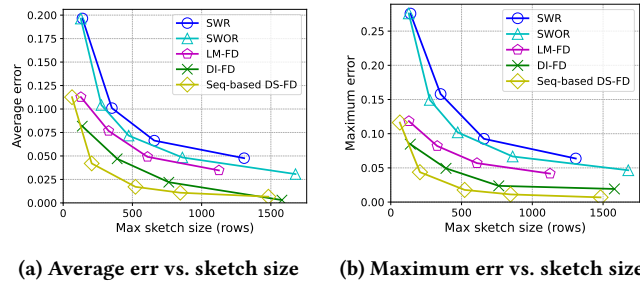 0.200
0.175
0.150
0.125
0.100
0.075
0.050
0.025
0.000
Average error
0 500 1000 1500
Max sketch size (rows)
SWR
SWOR
LM-FD
DI-FD
Seq-based DS-FD
0.25
0.20
0.15
0.10
0.05
0.00
Maximum error
0 500 1000 1500
Max sketch size (rows)
SWR
SWOR
LM-FD
DI-FD
Seq-based DS-FD
(a) Average err vs. sketch size
(b) Maximum err vs. sketch size